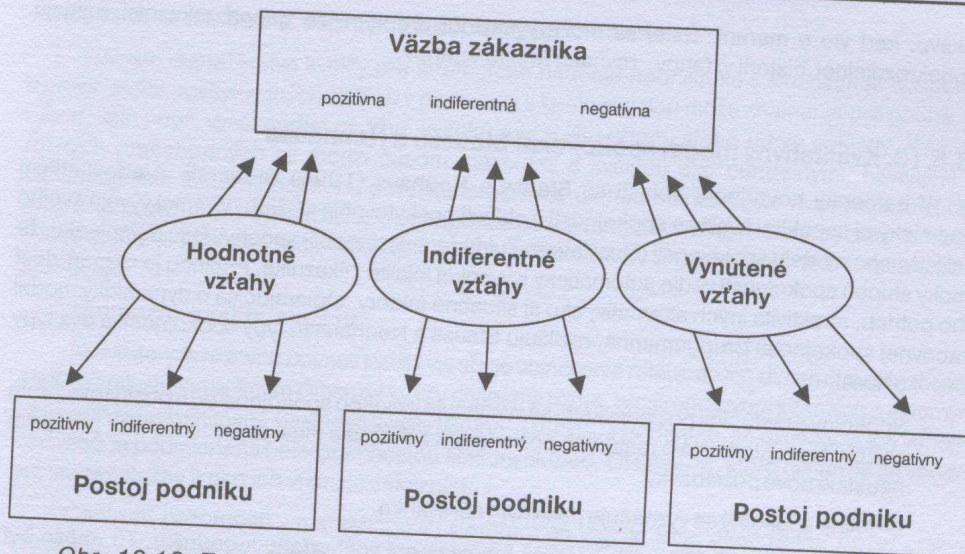 Väzba zákazníka
pozitívna indiferentná negatívna
Hodnotné
vzťahy
Indiferentné
vzťahy
Vynútené
vzťahy
pozitívny indiferentný negatívny
Postoj podniku
pozitívny indiferentný negatívny
Postoj podniku
pozitívny indiferentný negatívny
Postoj podniku